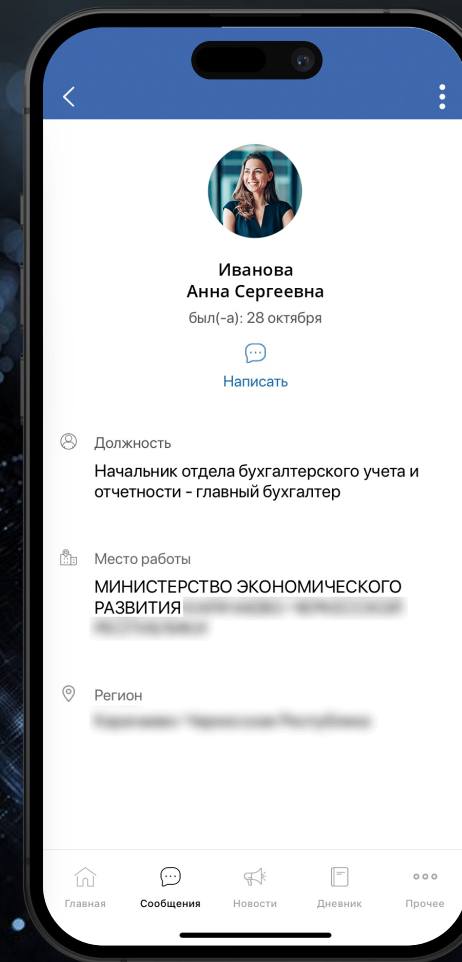 Иванова
Анна Сергеевна
был(-а): 28 октября
Написать
Должность
Начальник отдела бухгалтерского учета и
отчетности - главный бухгалтер
Место работы
МИНИСТЕРСТВО ЭКОНОМИЧЕСКОГО
РАЗВИТИЯ
Регион
Главная
Сообщения
Новости
Дневник
Прочее